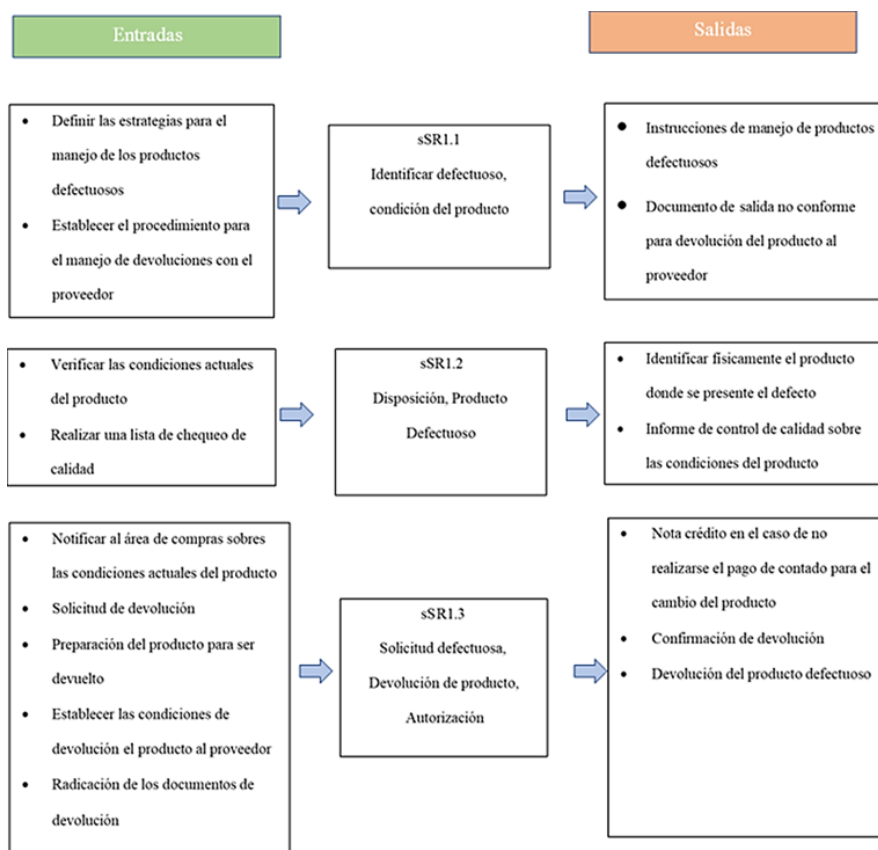 Entradas
Salidas
• Definir las estrategias para el
manejo de los productos
defectuosos
• Establecer el procedimiento para
el manejo de devoluciones con el
proveedor
sSR1.1
Identificar defectuoso,
condición del producto
• Instrucciones de manejo de productos
defectuosos
• Documento de salida no conforme
para devolución del producto al
proveedor
• Verificar las condiciones actuales
del producto
• Realizar una lista de chequeo de
calidad
sSR1.2
Disposición, Producto
Defectuoso
• Identificar físicamente el producto
donde se presente el defecto
• Informe de control de calidad sobre
las condiciones del producto
• Notificar al área de compras sobres
las condiciones actuales del producto
• Solicitud de devolución
• Preparación del producto para ser
devuelto
• Establecer las condiciones de
devolución el producto al proveedor
• Radicación de los documentos de
devolución
sSR1.3
Solicitud defectuosa,
Devolución de producto,
Autorización
• Nota crédito en el caso de no
realizarse el pago de contado para el
cambio del producto
• Confirmación de devolución
• Devolución del producto defectuoso